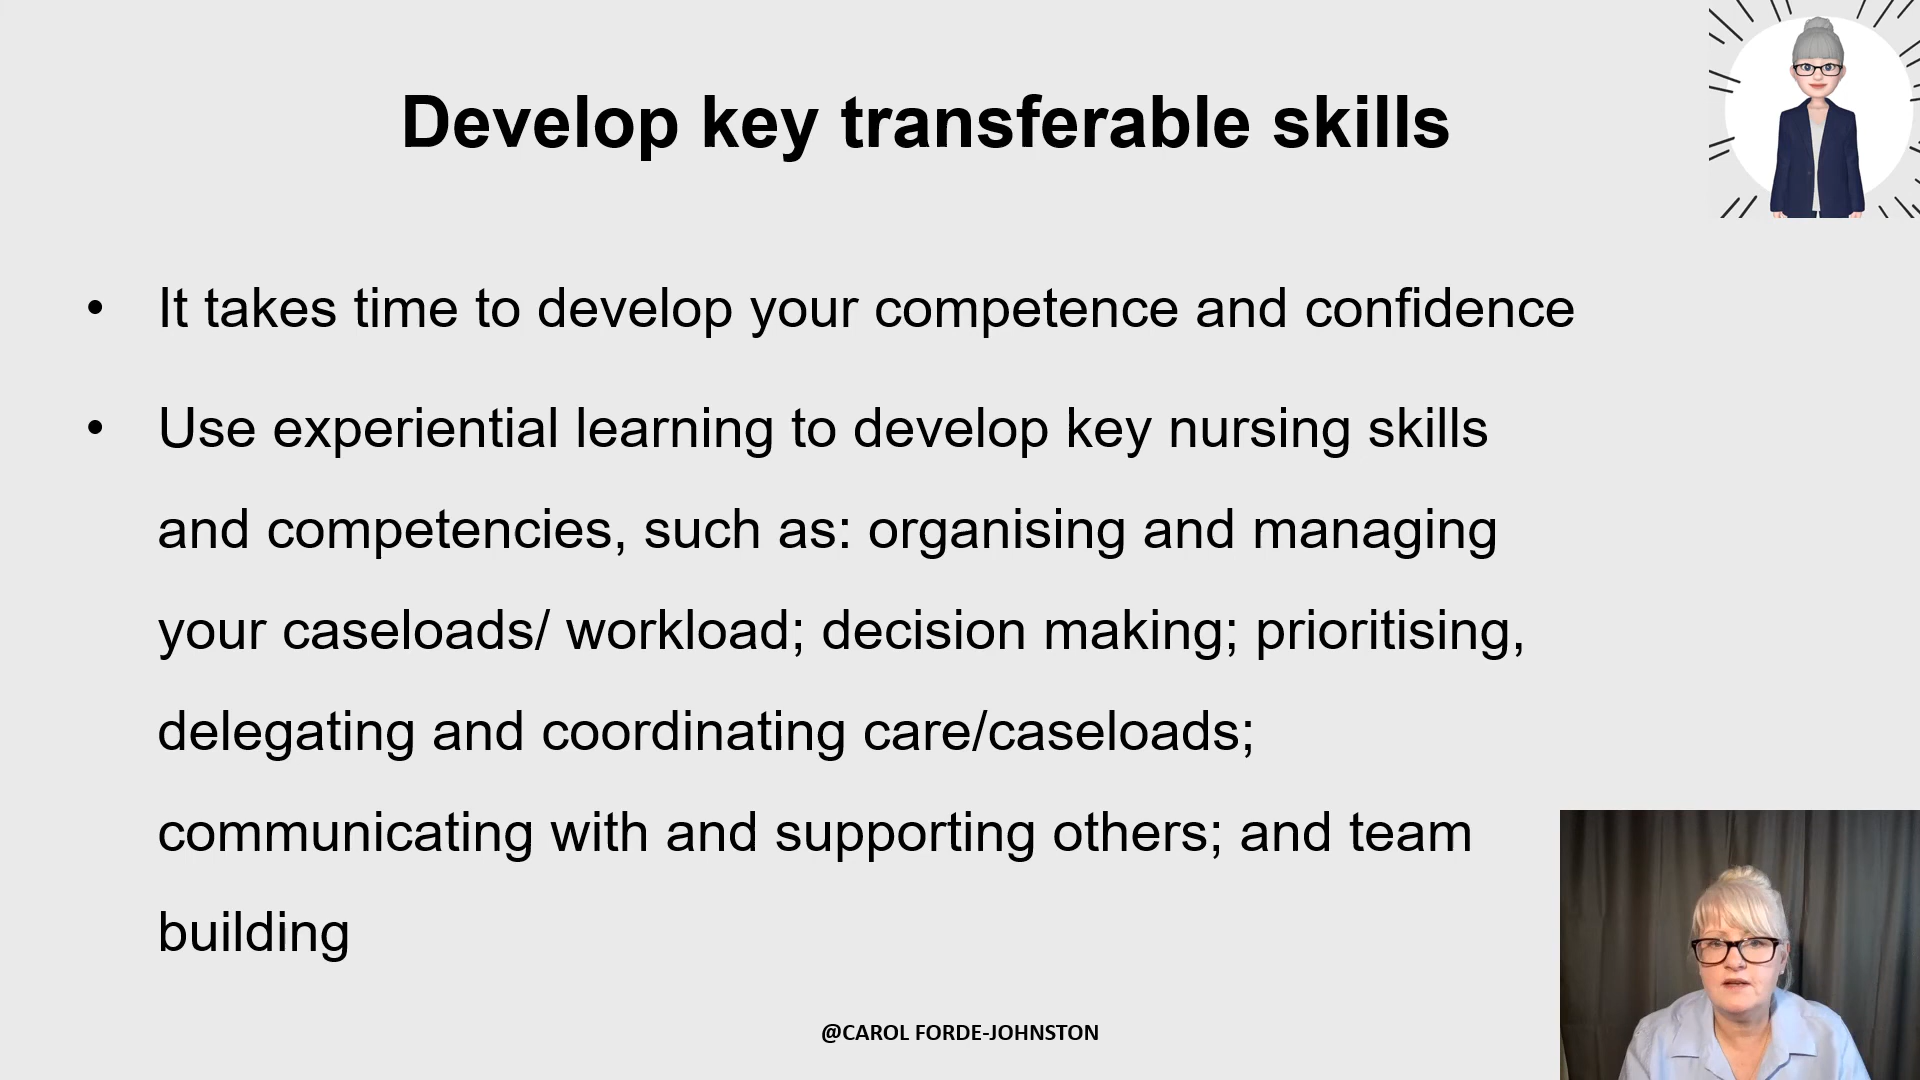 Develop key transferable skills
• It takes time to develop your competence and confidence
• Use experiential learning to develop key nursing skills
and competencies, such as: organising and managing
your caseloads/ workload; decision making; prioritising,
delegating and coordinating care/caseloads;
communicating with and supporting others; and team
building
@CAROL FORDE-JOHNSTON